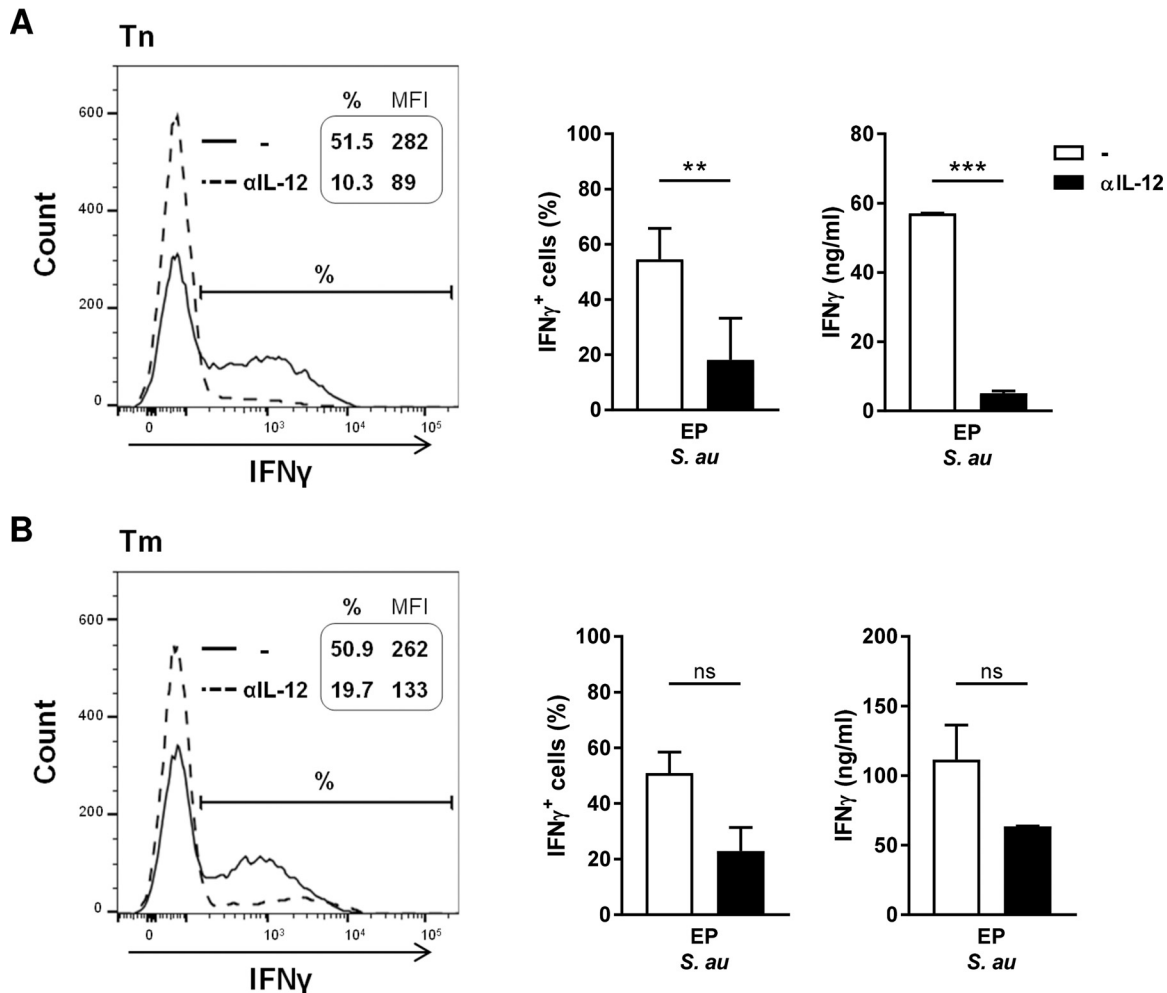 A
Tn
% MFI
- 51.5 282
αIL-12 10.3 89
%
Count
600
400
200
0
0 10³ 10⁴ 10⁵
IFNγ
IFNγ⁺ cells (%)
100
80
60
40
20
0
**
EP
S. au
IFNγ (ng/ml)
80
60
40
20
0
***
EP
S. au
-
αIL-12
B
Tm
% MFI
- 50.9 262
αIL-12 19.7 133
%
Count
600
400
200
0
0 10³ 10⁴ 10⁵
IFNγ
IFNγ⁺ cells (%)
100
80
60
40
20
0
ns
EP
S. au
IFNγ (ng/ml)
200
150
100
50
0
ns
EP
S. au